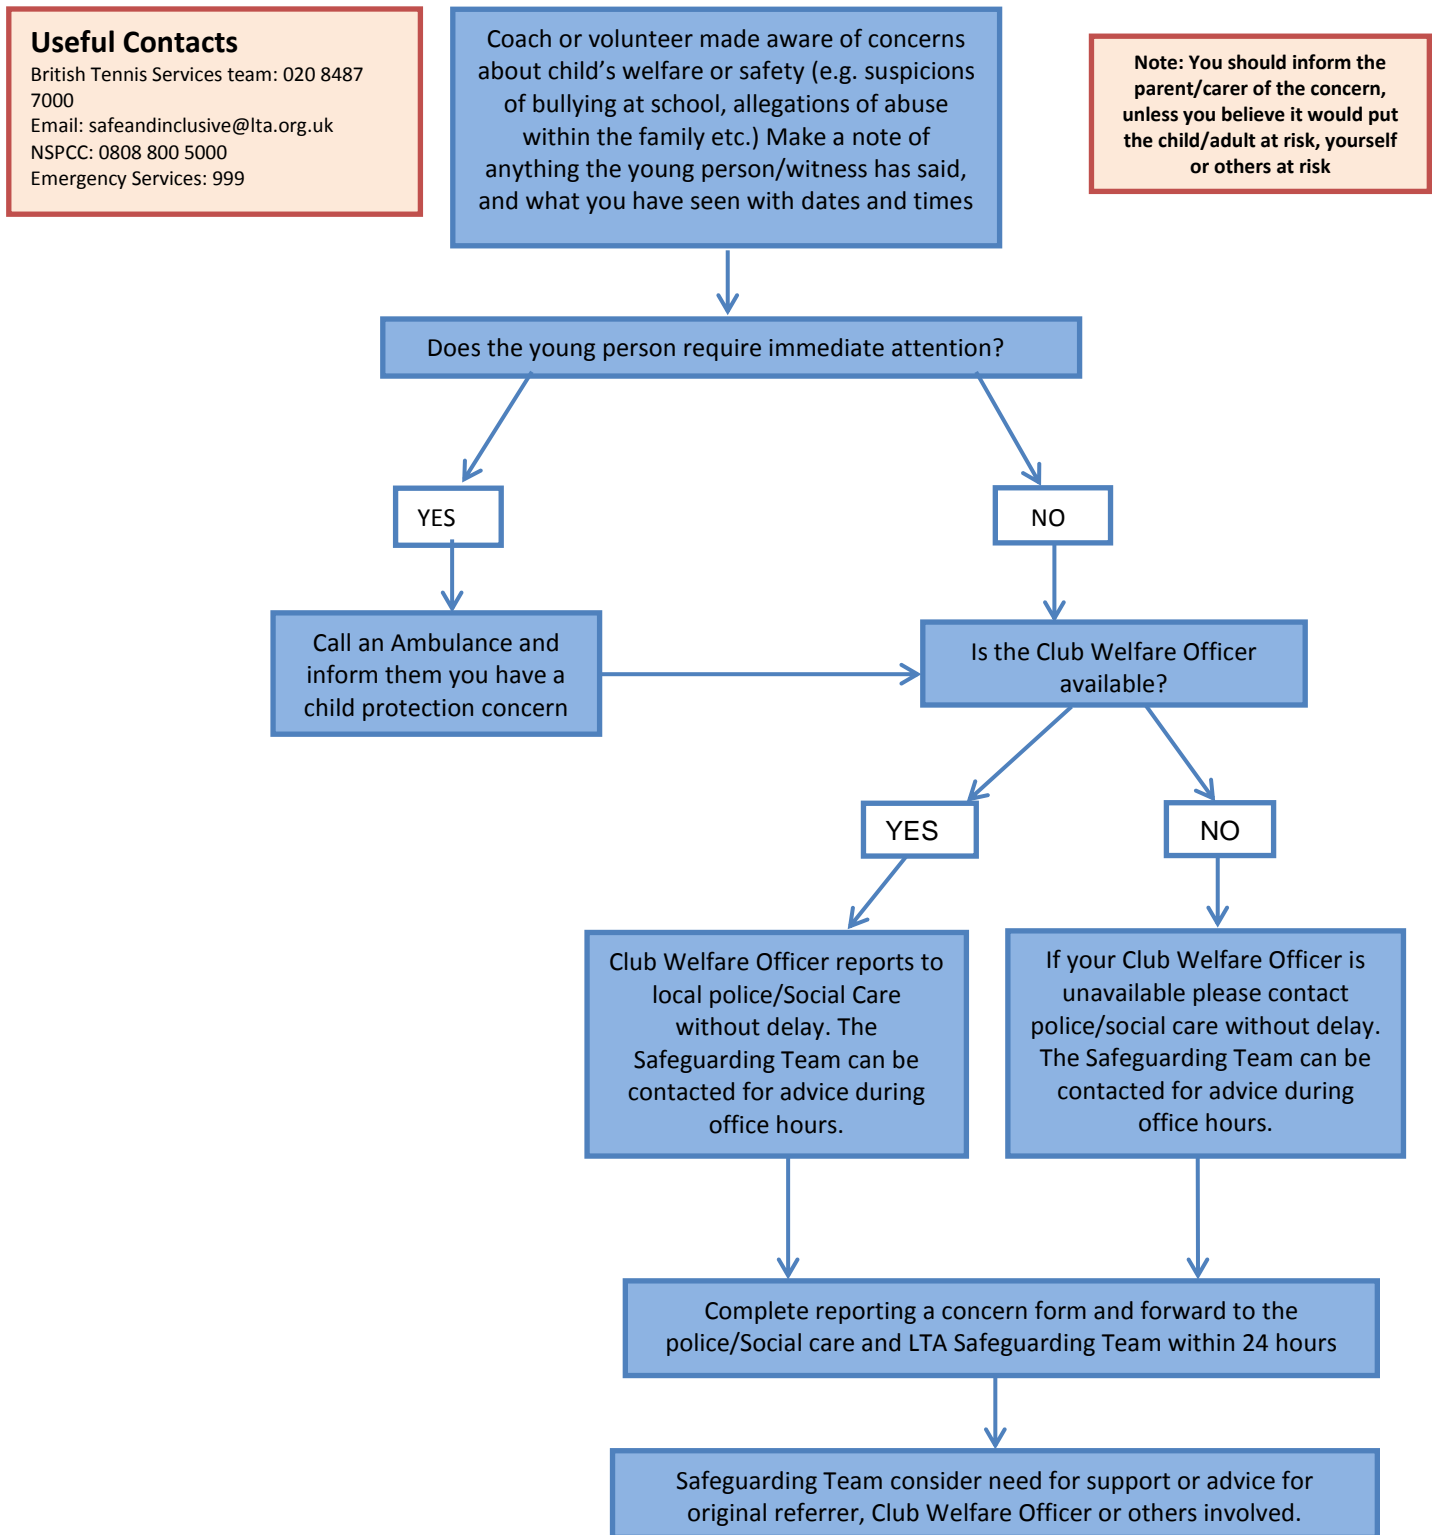 Useful Contacts
British Tennis Services team: 020 8487
7000
Email: safeandinclusive@lta.org.uk
NSPCC: 0808 800 5000
Emergency Services: 999
Coach or volunteer made aware of concerns
about child’s welfare or safety (e.g. suspicions
of bullying at school, allegations of abuse
within the family etc.) Make a note of
anything the young person/witness has said,
and what you have seen with dates and times
Note: You should inform the
parent/carer of the concern,
unless you believe it would put
the child/adult at risk, yourself
or others at risk
Does the young person require immediate attention?
YES
NO
Call an Ambulance and
inform them you have a
child protection concern
Is the Club Welfare Officer
available?
YES
NO
Club Welfare Officer reports to
local police/Social Care
without delay. The
Safeguarding Team can be
contacted for advice during
office hours.
If your Club Welfare Officer is
unavailable please contact
police/social care without delay.
The Safeguarding Team can be
contacted for advice during
office hours.
Complete reporting a concern form and forward to the
police/Social care and LTA Safeguarding Team within 24 hours
Safeguarding Team consider need for support or advice for
original referrer, Club Welfare Officer or others involved.